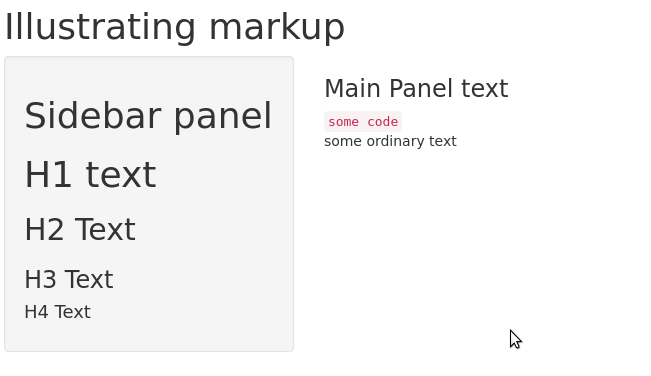 Illustrating markup
Sidebar panel
H1 text
H2 Text
H3 Text
H4 Text
Main Panel text
some code
some ordinary text